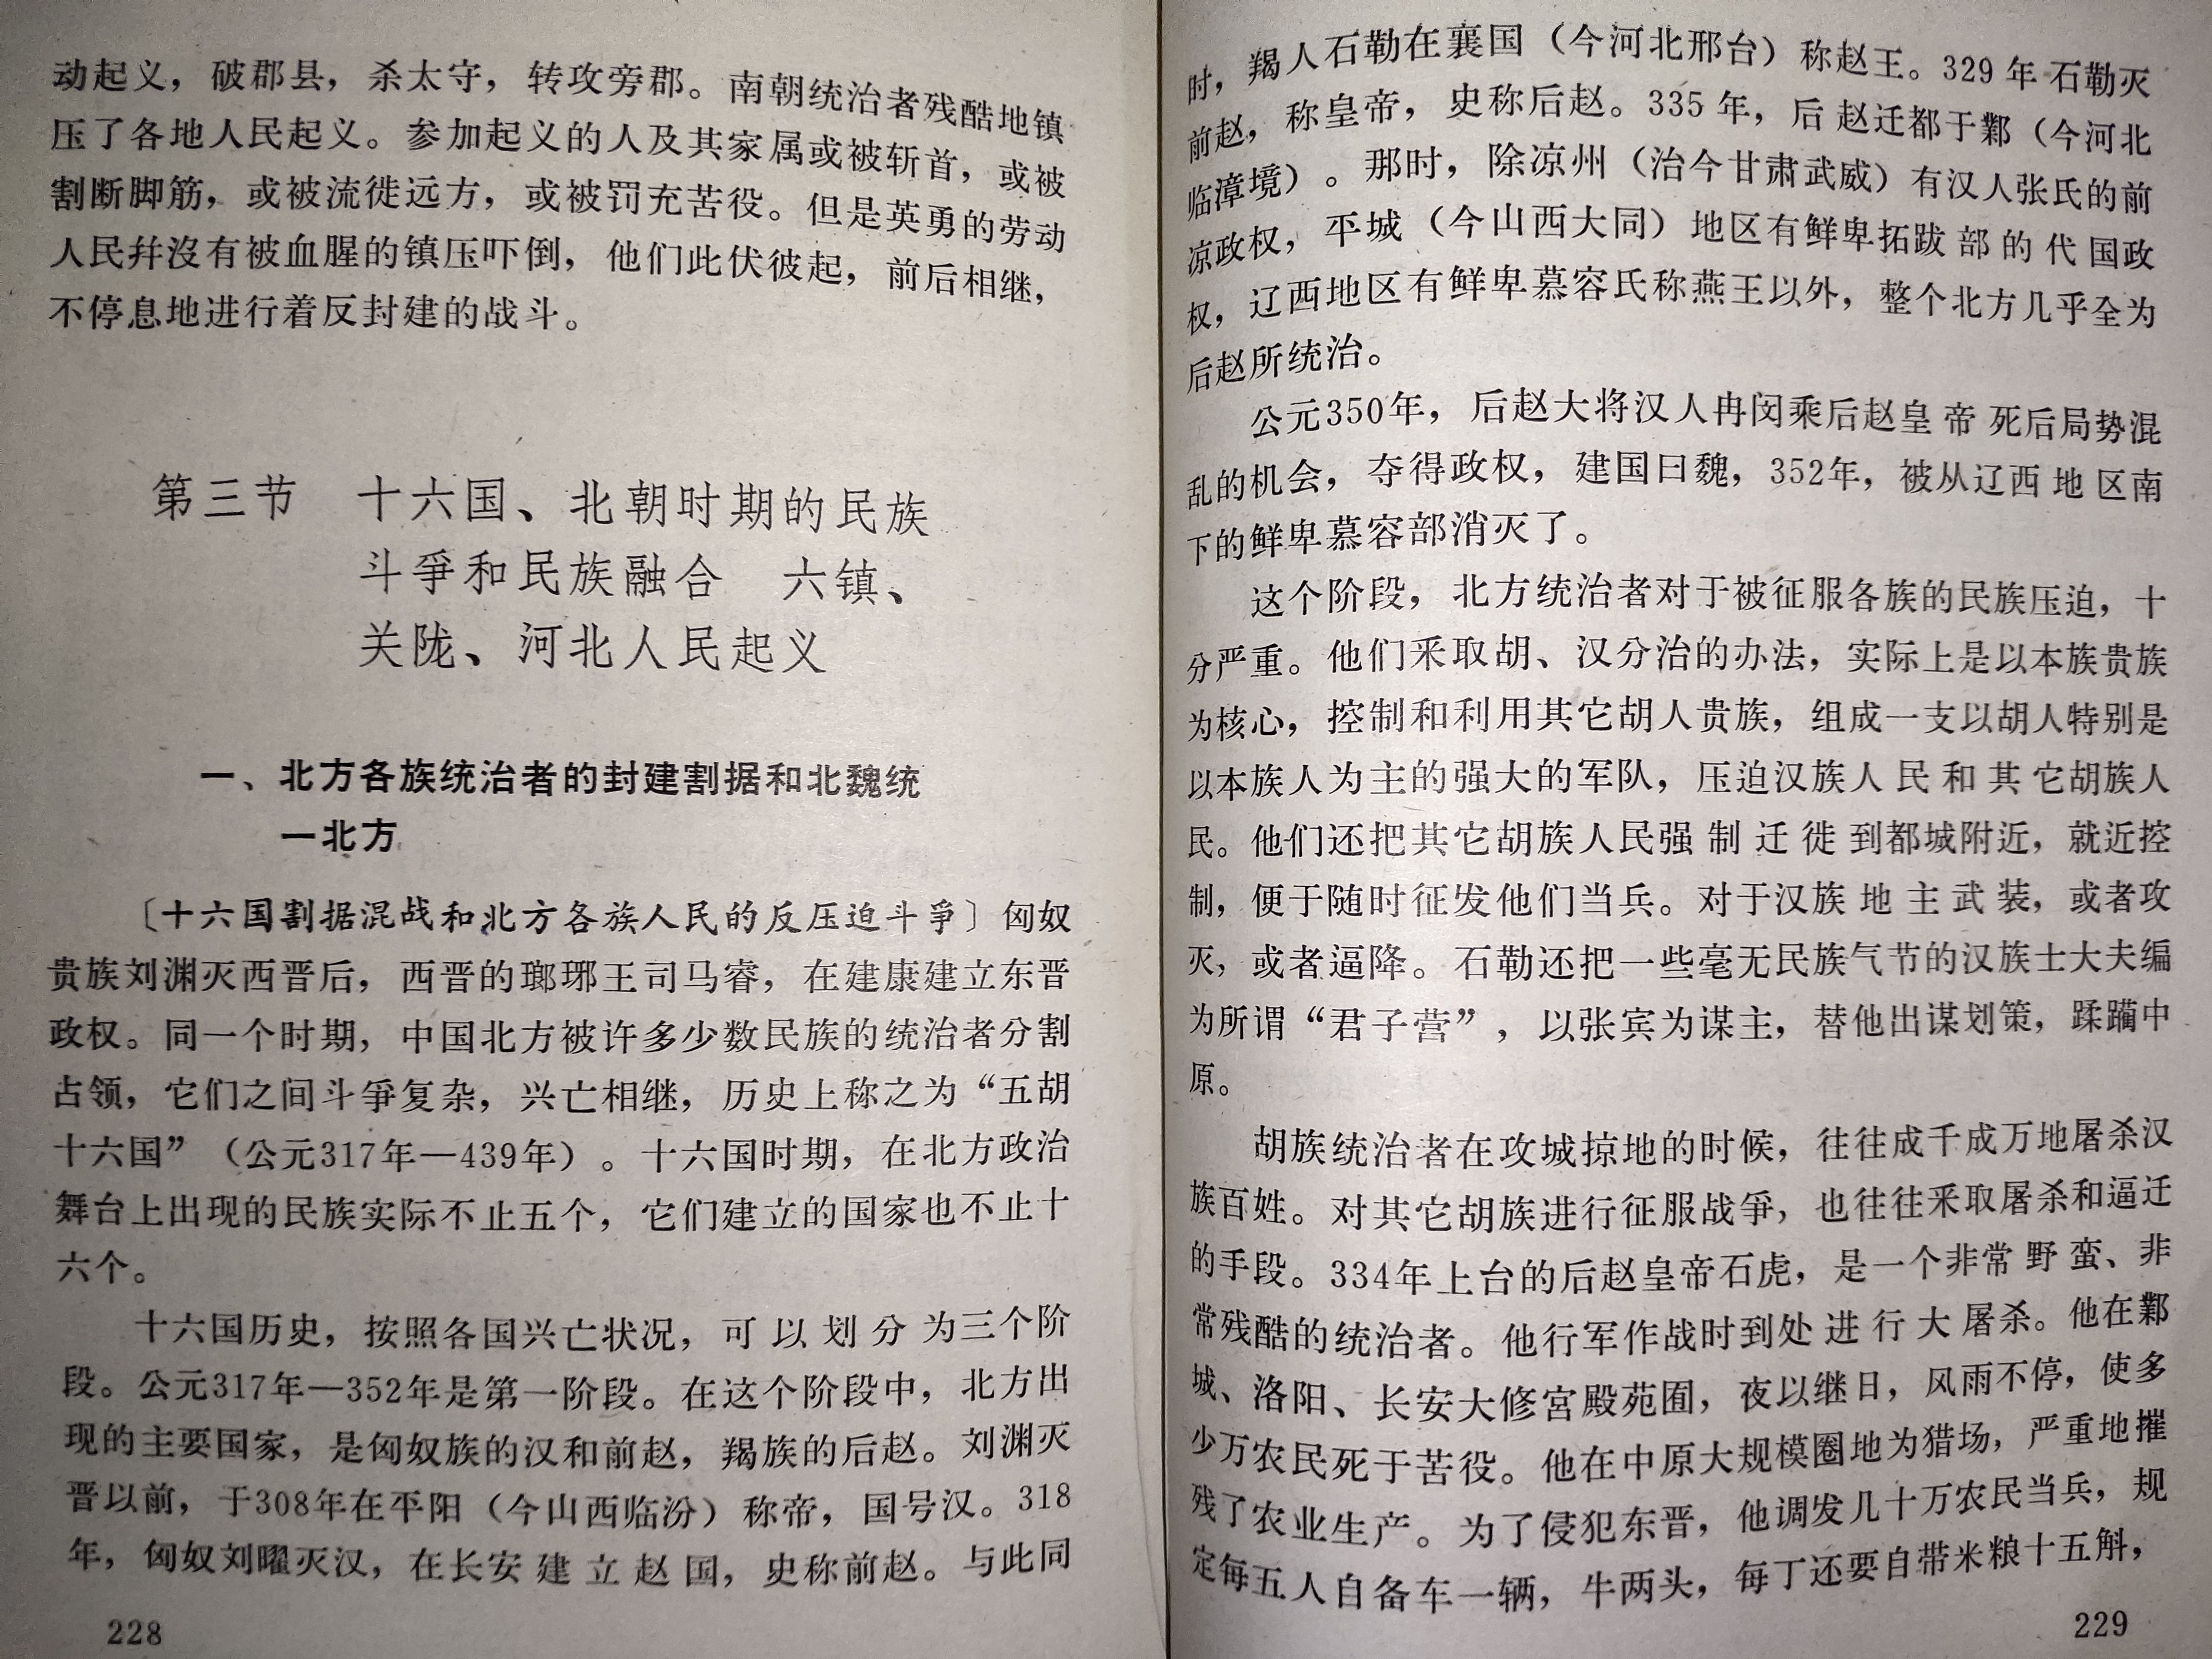 动起义，破郡县，杀太守，转攻旁郡。南朝统治者残酷地镇
压了各地人民起义。参加起义的人及其家属或被斩首，或被
割断脚筋，或被流徙远方，或被罚充苦役。但是英勇的劳动
人民幷沒有被血腥的镇压吓倒，他们此伏彼起，前后相继，
不停息地进行着反封建的战斗。
第三节　十六国、北朝时期的民族
斗爭和民族融合　六镇、
关陇、河北人民起义
一、北方各族统治者的封建割据和北魏统
一北方
〔十六国割据混战和北方各族人民的反压迫斗爭〕匈奴
贵族刘渊灭西晋后，西晋的瑯琊王司马睿，在建康建立东晋
政权。同一个时期，中国北方被许多少数民族的统治者分割
占领，它们之间斗爭复杂，兴亡相继，历史上称之为“五胡
十六国”（公元317年—439年）。十六国时期，在北方政治
舞台上出现的民族实际不止五个，它们建立的国家也不止十
六个。
十六国历史，按照各国兴亡状况，可以划分为三个阶
段。公元317年—352年是第一阶段。在这个阶段中，北方出
现的主要国家，是匈奴族的汉和前赵，羯族的后赵。刘渊灭
晋以前，于308年在平阳（今山西临汾）称帝，国号汉。318
年，匈奴刘曜灭汉，在长安建立赵国，史称前赵。与此同
228
时，羯人石勒在襄国（今河北邢台）称赵王。329年石勒灭
前赵，称皇帝，史称后赵。335年，后赵迁都于鄴（今河北
临漳境）。那时，除凉州（治今甘肃武威）有汉人张氏的前
凉政权，平城（今山西大同）地区有鲜卑拓跋部的代国政
权，辽西地区有鲜卑慕容氏称燕王以外，整个北方几乎全为
后赵所统治。
公元350年，后赵大将汉人冉闵乘后赵皇帝死后局势混
乱的机会，夺得政权，建国曰魏，352年，被从辽西地区南
下的鲜卑慕容部消灭了。
这个阶段，北方统治者对于被征服各族的民族压迫，十
分严重。他们采取胡、汉分治的办法，实际上是以本族贵族
为核心，控制和利用其它胡人贵族，组成一支以胡人特别是
以本族人为主的强大的军队，压迫汉族人民和其它胡族人
民。他们还把其它胡族人民强制迁徙到都城附近，就近控
制，便于随时征发他们当兵。对于汉族地主武装，或者攻
灭，或者逼降。石勒还把一些毫无民族气节的汉族士大夫编
为所谓“君子营”，以张宾为谋主，替他出谋划策，蹂躏中
原。
胡族统治者在攻城掠地的时候，往往成千成万地屠杀汉
族百姓。对其它胡族进行征服战爭，也往往采取屠杀和逼迁
的手段。334年上台的后赵皇帝石虎，是一个非常野蛮、非
常残酷的统治者。他行军作战时到处进行大屠杀。他在鄴
城、洛阳、长安大修宮殿苑囿，夜以继日，风雨不停，使多
少万农民死于苦役。他在中原大规模圈地为猎场，严重地摧
残了农业生产。为了侵犯东晋，他调发几十万农民当兵，规
定每五人自备车一辆，牛两头，每丁还要自带米粮十五斛，
229